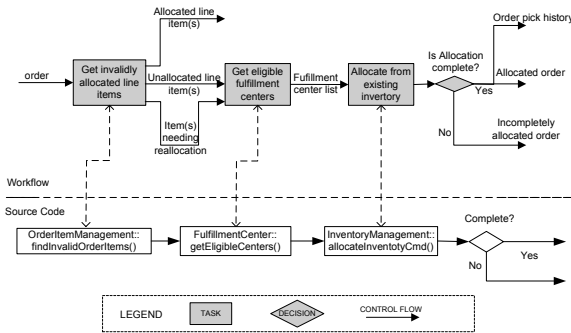 Allocated line
item(s)
Order pick history
Is Allocation
complete?
order
Get invalidly
allocated line
items
Unallocated line
item(s)
Get eligible
fulfillment
centers
Fufillment
center list
Allocate from
existing
invertory
Yes
Allocated order
Item(s)
needing
reallocation
No
Incompletely
allocated order
Workflow
Source Code
OrderItemManagement::
findInvalidOrderItems()
FulfillmentCenter::
getEligibleCenters()
InventoryManagement::
allocateInventotyCmd()
Complete?
Yes
No
LEGEND
TASK
DECISION
CONTROL FLOW